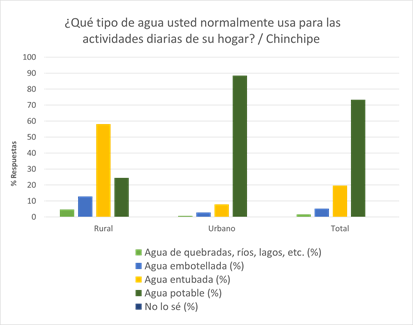 ¿Qué tipo de agua usted normalmente usa para las
actividades diarias de su hogar? / Chinchipe
100
90
80
70
60
50
40
30
20
10
0
% Respuestas
Rural Urbano Total
Agua de quebradas, ríos, lagos, etc. (%)
Agua embotellada (%)
Agua entubada (%)
Agua potable (%)
No lo sé (%)